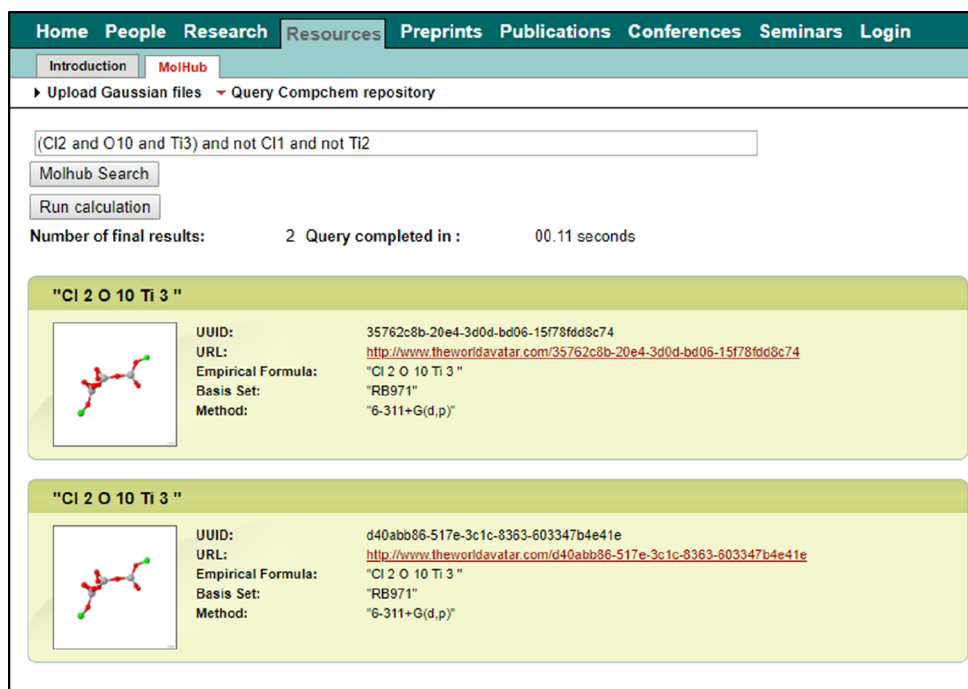 Home People Research Resources Preprints Publications Conferences Seminars Login
Introduction MolHub
Upload Gaussian files Query Compchem repository
(Cl2 and O10 and Ti3) and not Cl1 and not Ti2
Molhub Search
Run calculation
Number of final results: 2 Query completed in : 00.11 seconds
"Cl 2 O 10 Ti 3 "
UUID: 35762c8b-20e4-3d0d-bd06-15f78fdd8c74
URL: http://www.theworldavatar.com/35762c8b-20e4-3d0d-bd06-15f78fdd8c74
Empirical Formula: "Cl 2 O 10 Ti 3 "
Basis Set: "RB971"
Method: "6-311+G(d,p)"
"Cl 2 O 10 Ti 3 "
UUID: d40abb86-517e-3c1c-8363-603347b4e41e
URL: http://www.theworldavatar.com/d40abb86-517e-3c1c-8363-603347b4e41e
Empirical Formula: "Cl 2 O 10 Ti 3 "
Basis Set: "RB971"
Method: "6-311+G(d,p)"